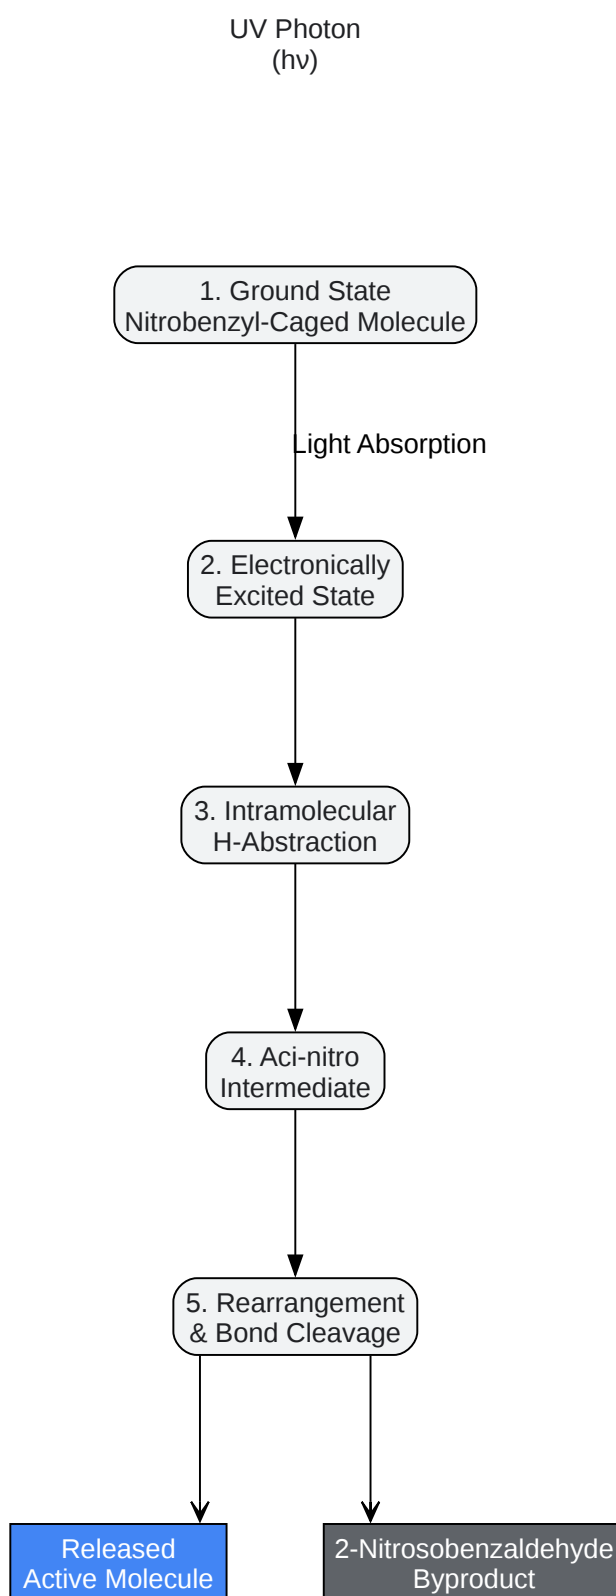 UV Photon
(hν)
1. Ground State
Nitrobenzyl-Caged Molecule
Light Absorption
2. Electronically
Excited State
3. Intramolecular
H-Abstraction
4. Aci-nitro
Intermediate
5. Rearrangement
& Bond Cleavage
Released
Active Molecule
2-Nitrosobenzaldehyde
Byproduct